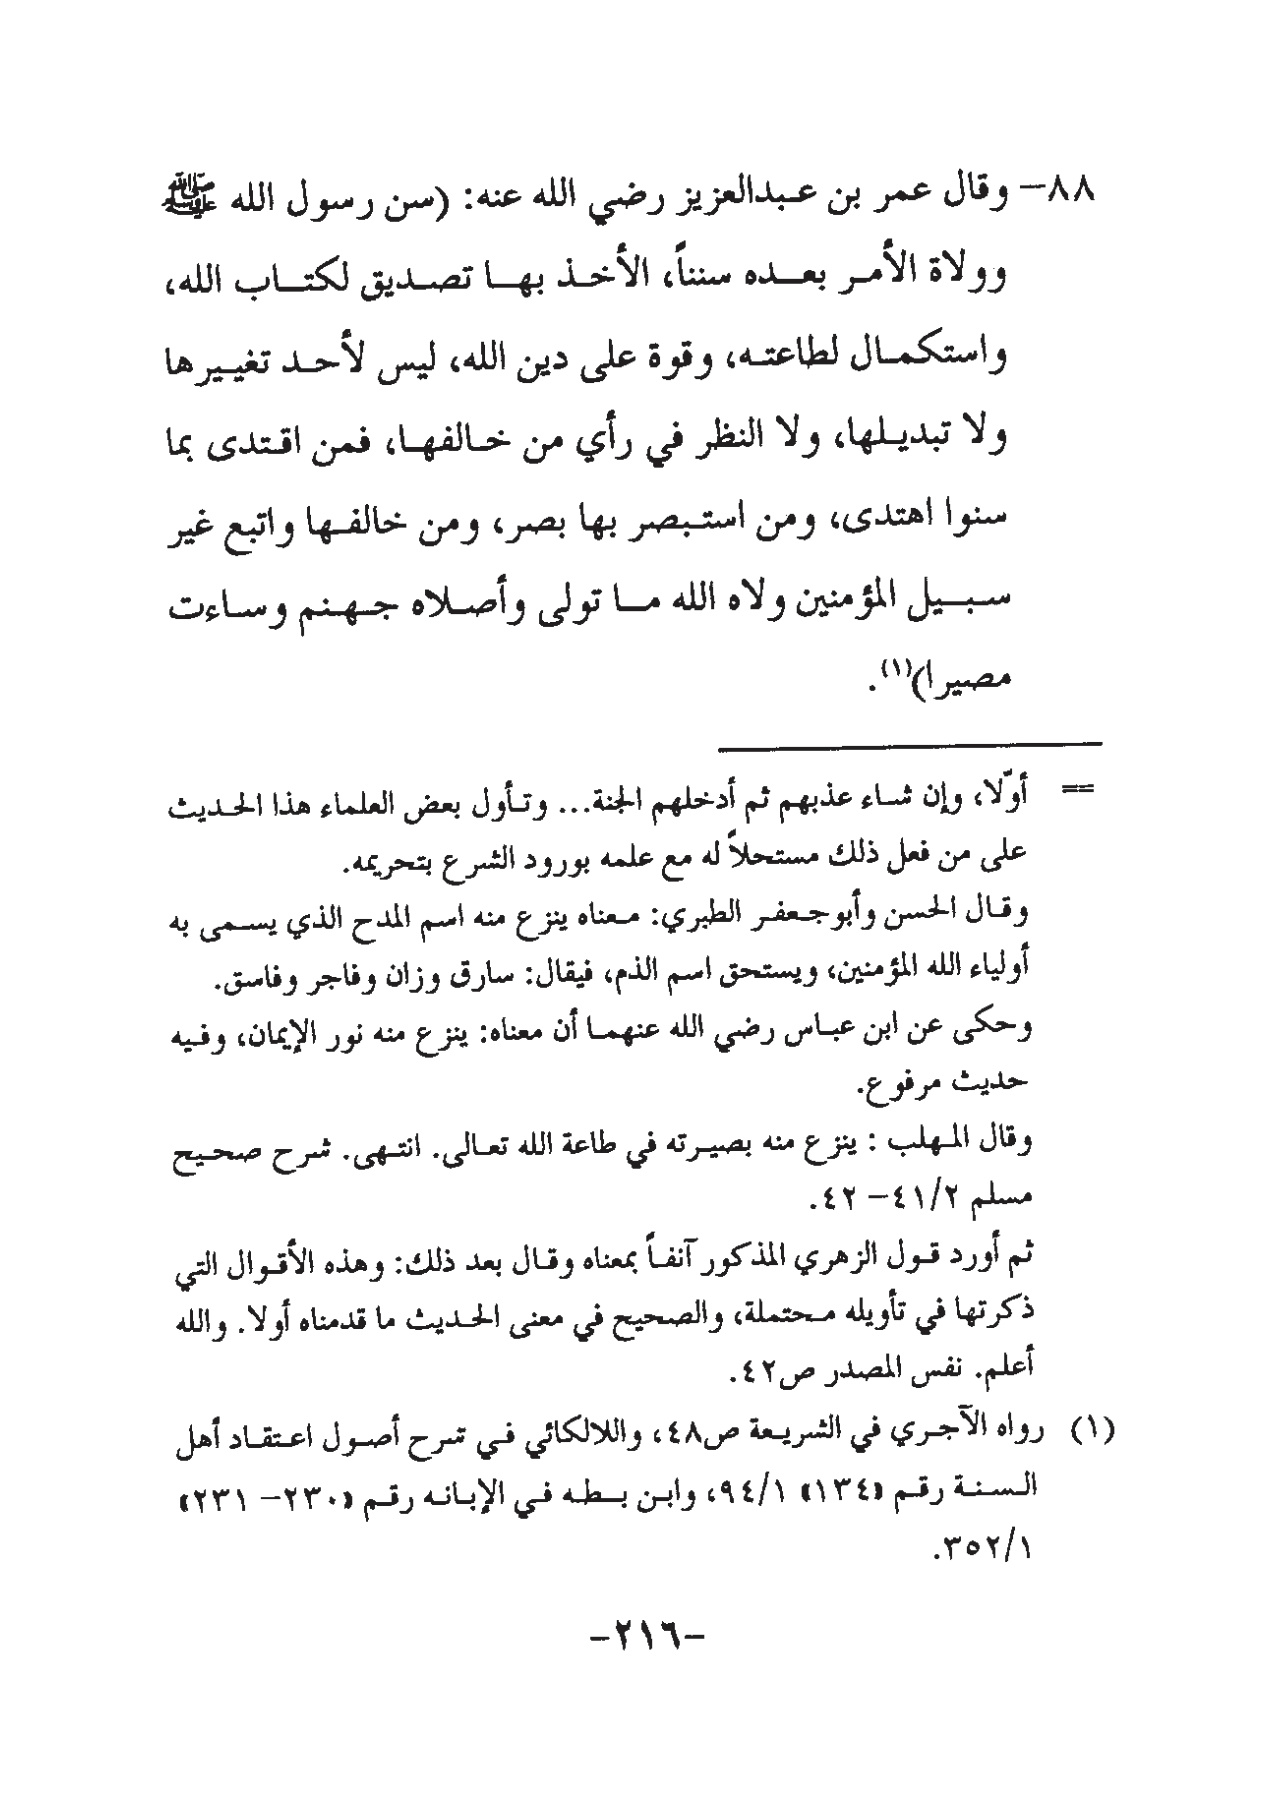 ٨٨- وقال عمر بن عبدالعزيز رضي الله عنه: (سن رسول الله ﷺ
وولاة الأمر بعده سنناً، الأخذ بها تصديق لكتاب الله،
واستكمال لطاعته، وقوة على دين الله، ليس لأحد تغييرها
ولا تبديلها، ولا النظر في رأي من خالفها، فمن اقتدى بما
سنوا اهتدى، ومن استبصر بها بصر، ومن خالفها واتبع غير
سبيل المؤمنين ولاه الله ما تولى وأصلاه جهنم وساءت
مصيرا)(١).
== أوّلا، وإن شاء عذبهم ثم أدخلهم الجنة... وتأول بعض العلماء هذا الحديث
على من فعل ذلك مستحلاً له مع علمه بورود الشرع بتحريمه.
وقال الحسن وأبوجعفر الطبري: معناه ينزع منه اسم المدح الذي يسمى به
أولياء الله المؤمنين، ويستحق اسم الذم، فيقال: سارق وزان وفاجر وفاسق.
وحكى عن ابن عباس رضي الله عنهما أن معناه: ينزع منه نور الإيمان، وفيه
حديث مرفوع.
وقال المهلب : ينزع منه بصيرته في طاعة الله تعالى. انتهى. شرح صحيح
مسلم ٤١/٢- ٤٢.
ثم أورد قول الزهري المذكور آنفاً بمعناه وقال بعد ذلك: وهذه الأقوال التي
ذكرتها في تأويله محتملة، والصحيح في معنى الحديث ما قدمناه أولا. والله
أعلم. نفس المصدر ص٤٢.
(١) رواه الآجري في الشريعة ص٤٨، واللالكائي في شرح أصول اعتقاد أهل
السنة رقم «١٣٤» ٩٤/١، وابن بطه في الإبانه رقم «٢٣٠- ٢٣١»
٣٥٢/١.
-٢١٦-